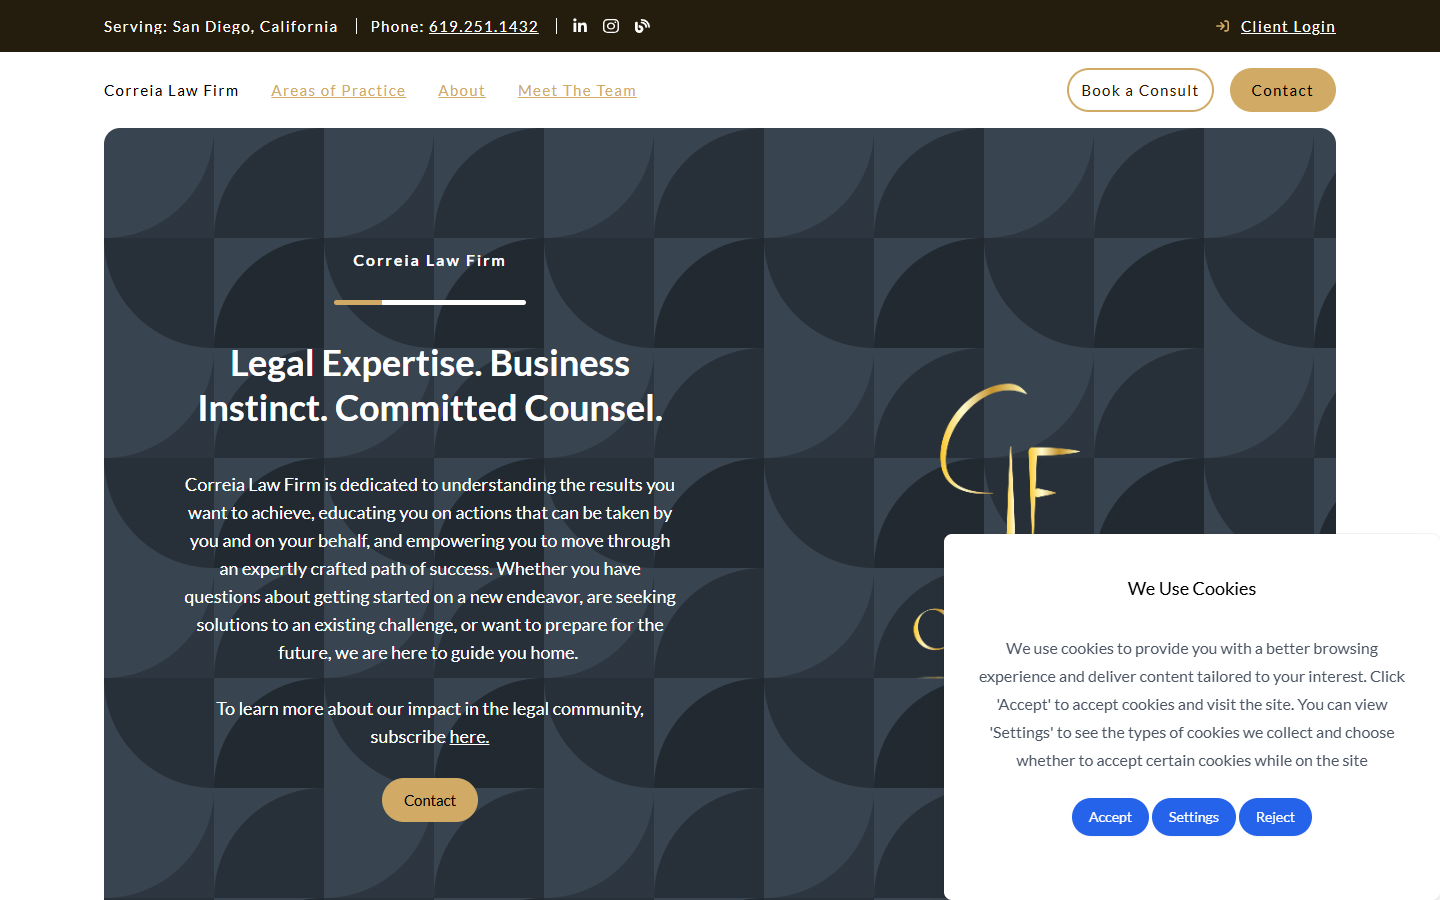 Serving: San Diego, California
Phone: 619.251.1432
Client Login
Correia Law Firm
Areas of Practice
About
Meet The Team
Book a Consult
Contact
Correia Law Firm
Legal Expertise. Business
Instinct. Committed Counsel.
Correia Law Firm is dedicated to understanding the results you
want to achieve, educating you on actions that can be taken by
you and on your behalf, and empowering you to move through
an expertly crafted path of success. Whether you have
questions about getting started on a new endeavor, are seeking
solutions to an existing challenge, or want to prepare for the
future, we are here to guide you home.
To learn more about our impact in the legal community,
subscribe here.
Contact
We Use Cookies
We use cookies to provide you with a better browsing
experience and deliver content tailored to your interest. Click
'Accept' to accept cookies and visit the site. You can view
'Settings' to see the types of cookies we collect and choose
whether to accept certain cookies while on the site
Accept
Settings
Reject